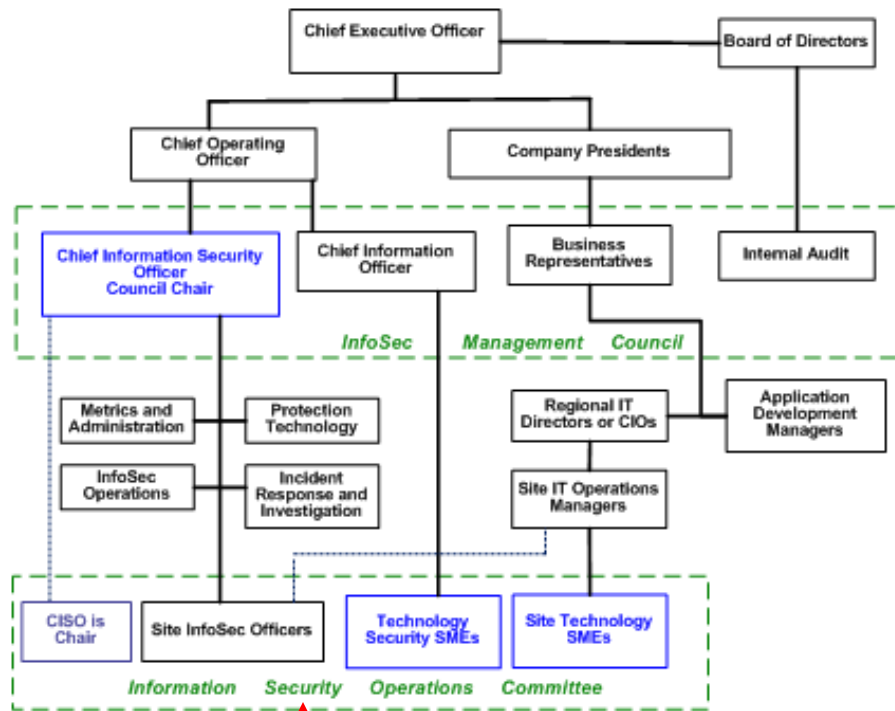 Chief Executive Officer
Board of Directors
Chief Operating
Officer
Company Presidents
Chief Information Security
Officer
Council Chair
Chief Information
Officer
Business
Representatives
Internal Audit
InfoSec Management Council
Metrics and
Administration
Protection
Technology
Regional IT
Directors or CIOs
Application
Development
Managers
InfoSec
Operations
Incident
Response and
Investigation
Site IT Operations
Managers
CISO is
Chair
Site InfoSec Officers
Technology
Security SMEs
Site Technology
SMEs
Information Security Operations Committee